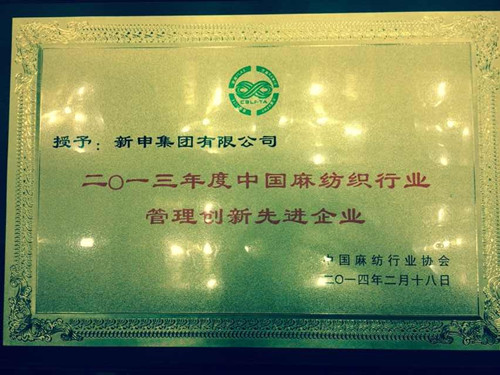 CBLFTA
授予：新申集团有限公司
二〇一三年度中国麻纺织行业
管理创新先进企业
中国麻纺行业协会
二〇一四年二月十八日